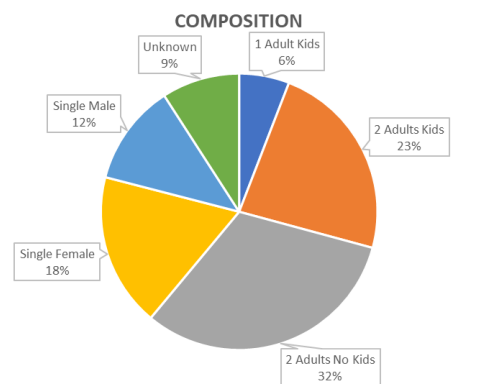 COMPOSITION
Unknown
9%
1 Adult Kids
6%
Single Male
12%
2 Adults Kids
23%
Single Female
18%
2 Adults No Kids
32%